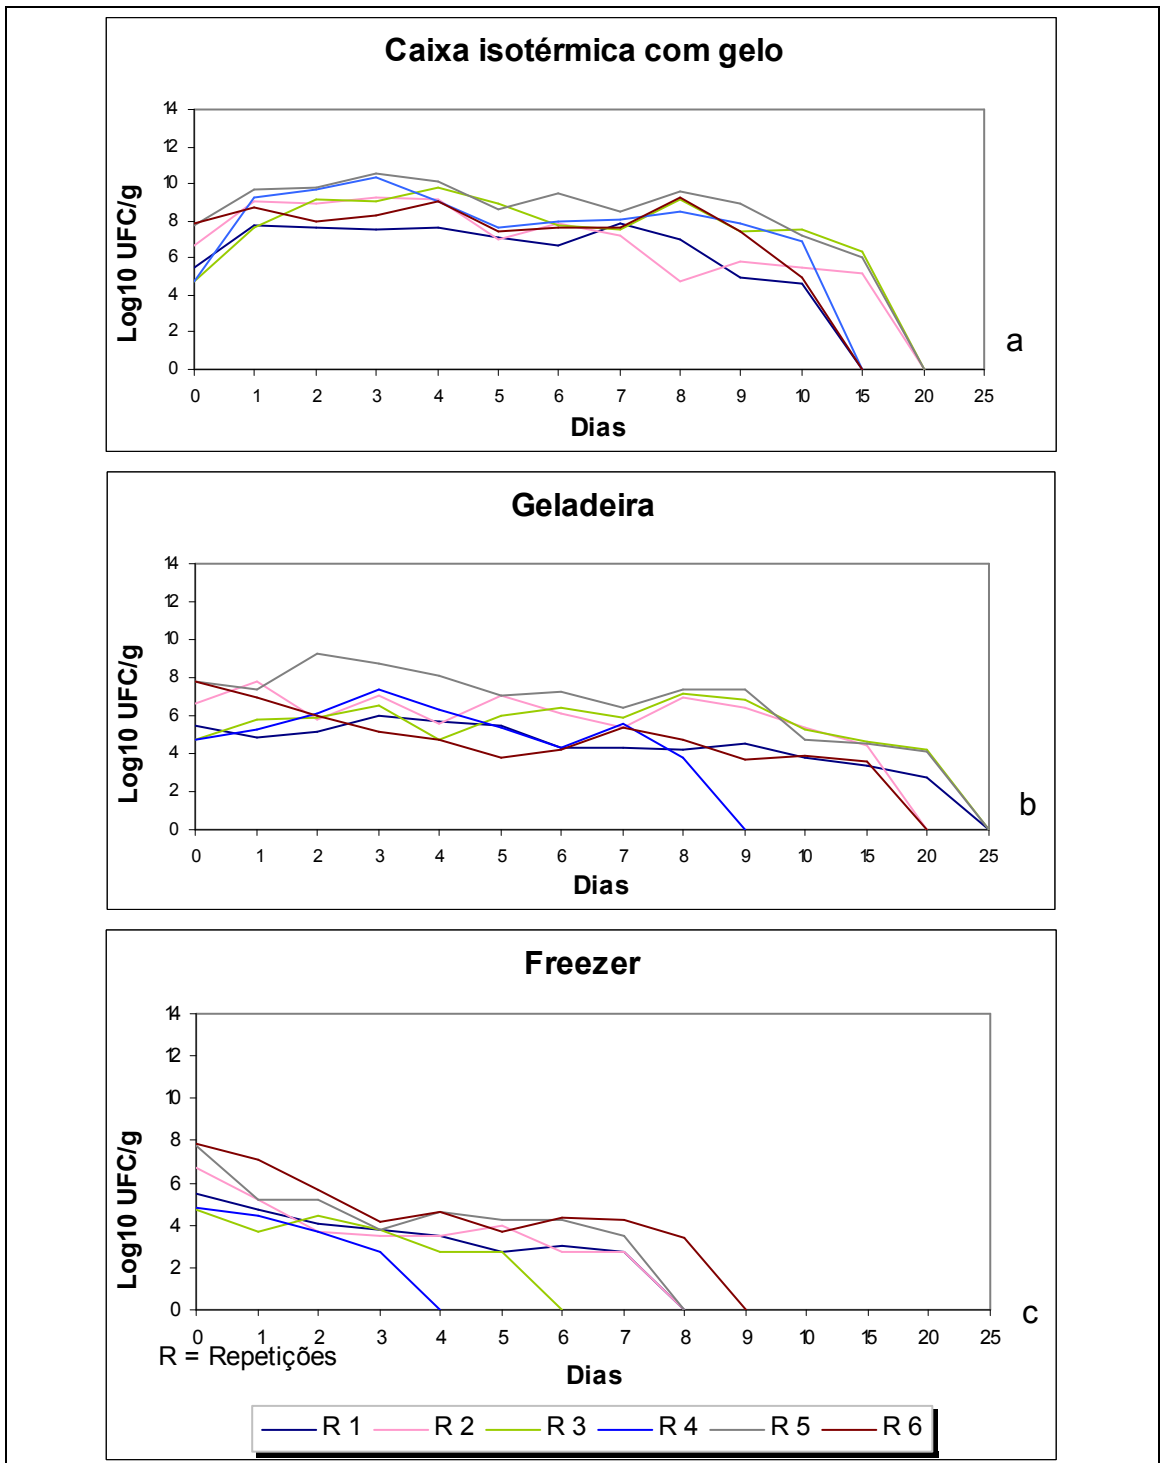 Caixa isotérmica com gelo
14
12
10
8
6
4
2
0
Log10 UFC/g
0 1 2 3 4 5 6 7 8 9 10 15 20 25
Dias
a
Geladeira
14
12
10
8
6
4
2
0
Log10 UFC/g
0 1 2 3 4 5 6 7 8 9 10 15 20 25
Dias
b
Freezer
14
12
10
8
6
4
2
0
Log10 UFC/g
0 1 2 3 4 5 6 7 8 9 10 15 20 25
c
R = Repetições
Dias
R 1 R 2 R 3 R 4 R 5 R 6